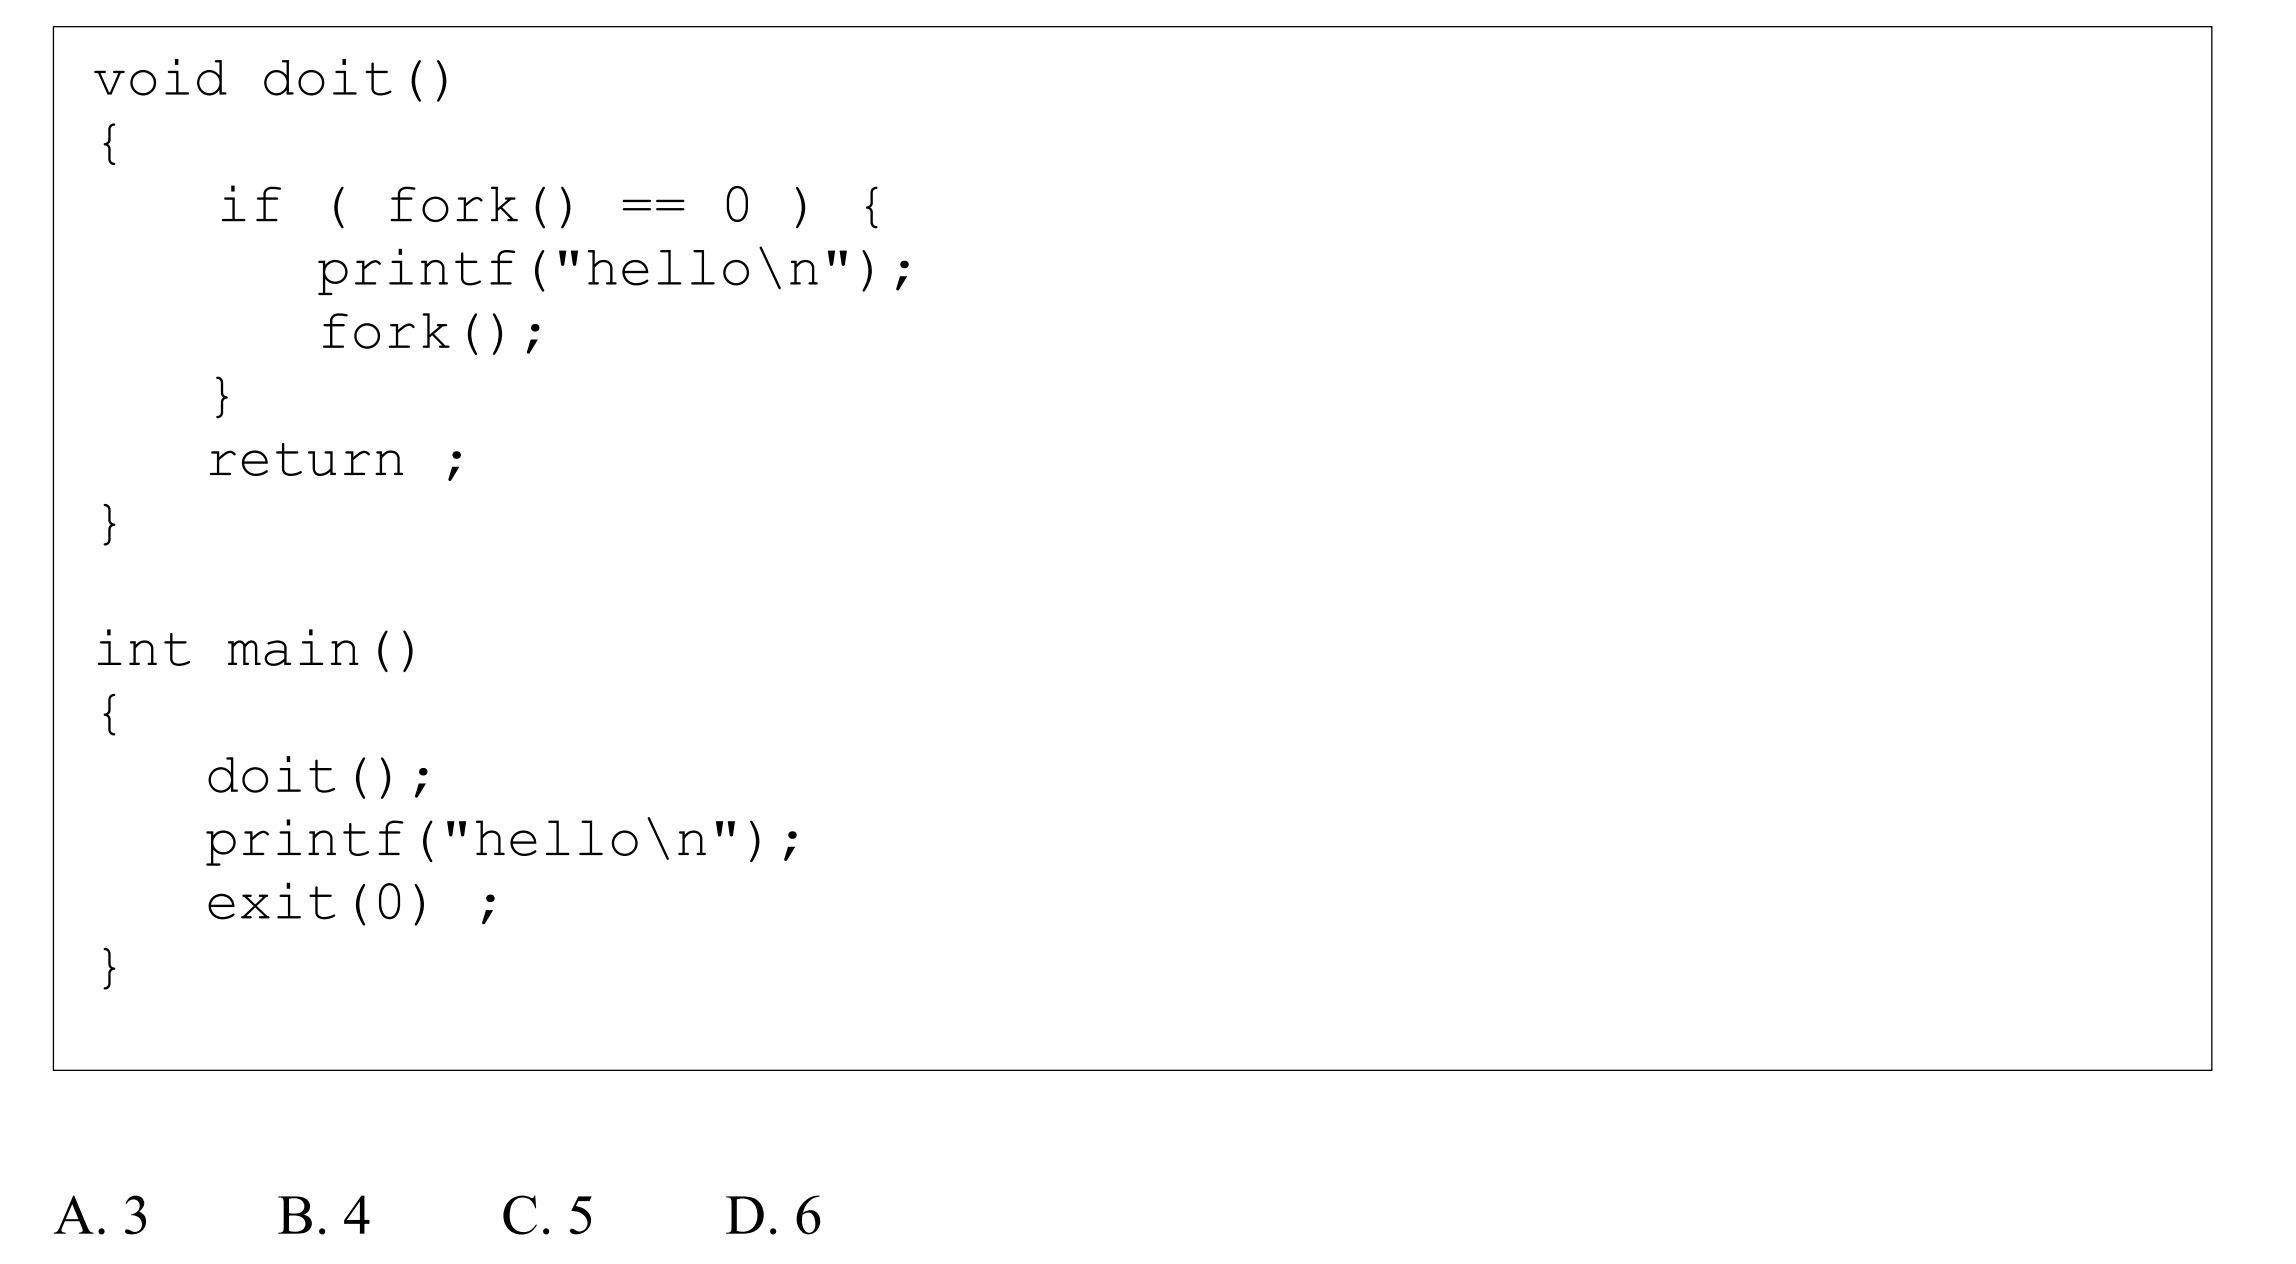 void doit()
{
if ( fork() == 0 ) {
printf("hello\n");
fork();
}
return ;
}
int main()
{
doit();
printf("hello\n");
exit(0) ;
}
A. 3 B. 4 C. 5 D. 6